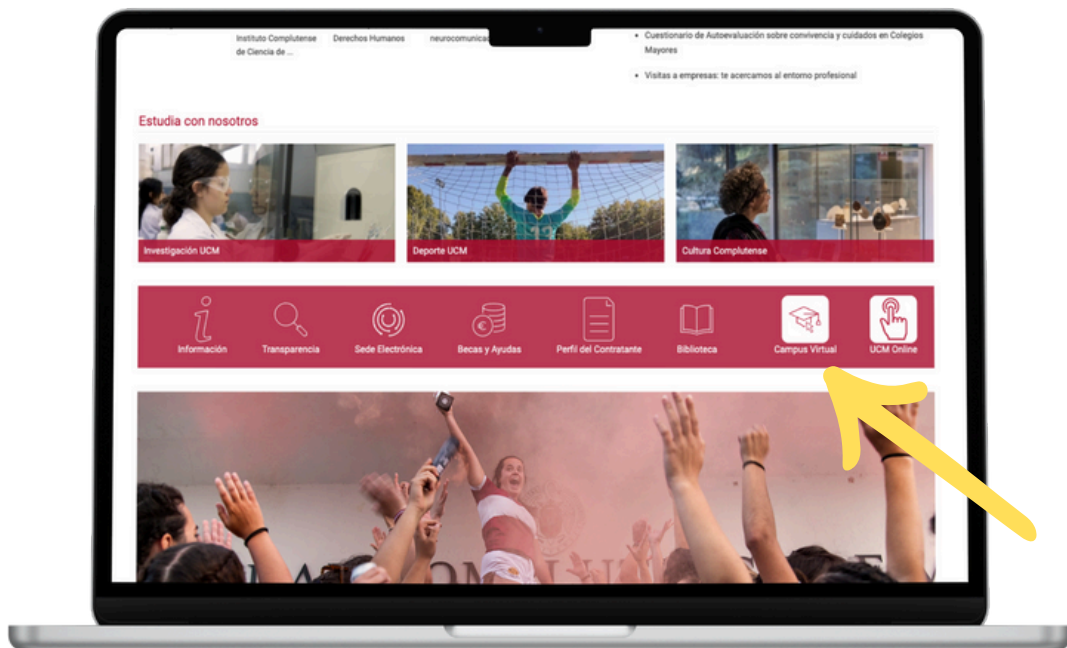 Instituto Complutense
de Ciencia de ...
Derechos Humanos
• Cuestionario de Autoevaluación sobre convivencia y cuidados en Colegios
Mayores
• Visitas a empresas: te acercamos al entorno profesional
Estudia con nosotros
Investigación UCM
Deporte UCM
Cultura Complutense
Información
Transparencia
Sede Electrónica
Becas y Ayudas
Perfil del Contratante
Biblioteca
Campus Virtual
UCM Online